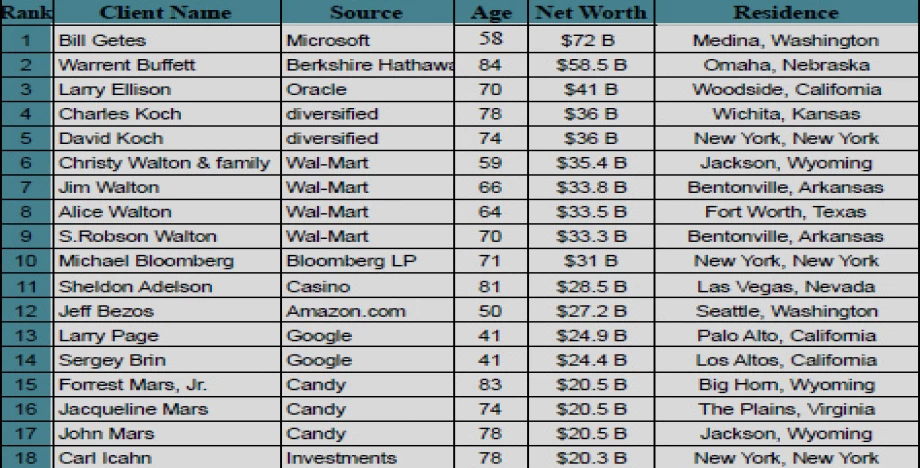 Rank Client Name Source Age Net Worth Residence
1 Bill Getes Microsoft 58 $72 B Medina, Washington
2 Warrent Buffett Berkshire Hathawa 84 $58.5 B Omaha, Nebraska
3 Larry Ellison Oracle 70 $41 B Woodside, California
4 Charles Koch diversified 78 $36 B Wichita, Kansas
5 David Koch diversified 74 $36 B New York, New York
6 Christy Walton & family Wal-Mart 59 $35.4 B Jackson, Wyoming
7 Jim Walton Wal-Mart 66 $33.8 B Bentonville, Arkansas
8 Alice Walton Wal-Mart 64 $33.5 B Fort Worth, Texas
9 S.Robson Walton Wal-Mart 70 $33.3 B Bentonville, Arkansas
10 Michael Bloomberg Bloomberg LP 71 $31 B New York, New York
11 Sheldon Adelson Casino 81 $28.5 B Las Vegas, Nevada
12 Jeff Bezos Amazon.com 50 $27.2 B Seattle, Washington
13 Larry Page Google 41 $24.9 B Palo Alto, California
14 Sergey Brin Google 41 $24.4 B Los Altos, California
15 Forrest Mars, Jr. Candy 83 $20.5 B Big Horn, Wyoming
16 Jacqueline Mars Candy 74 $20.5 B The Plains, Virginia
17 John Mars Candy 78 $20.5 B Jackson, Wyoming
18 Carl Icahn Investments 78 $20.3 B New York, New York